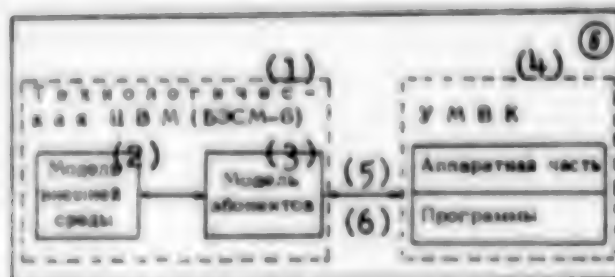 (1)
Технологичес-
кая ЦВМ (БЭСМ-6)
(2)
Модель
внешней
среды
(3)
Модель
абонентов
(5)
(6)
(4)
б
УМВК
Аппаратная часть
Программы